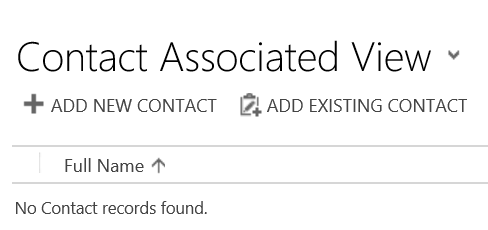 Contact Associated View
ADD NEW CONTACT ADD EXISTING CONTACT
Full Name
No Contact records found.